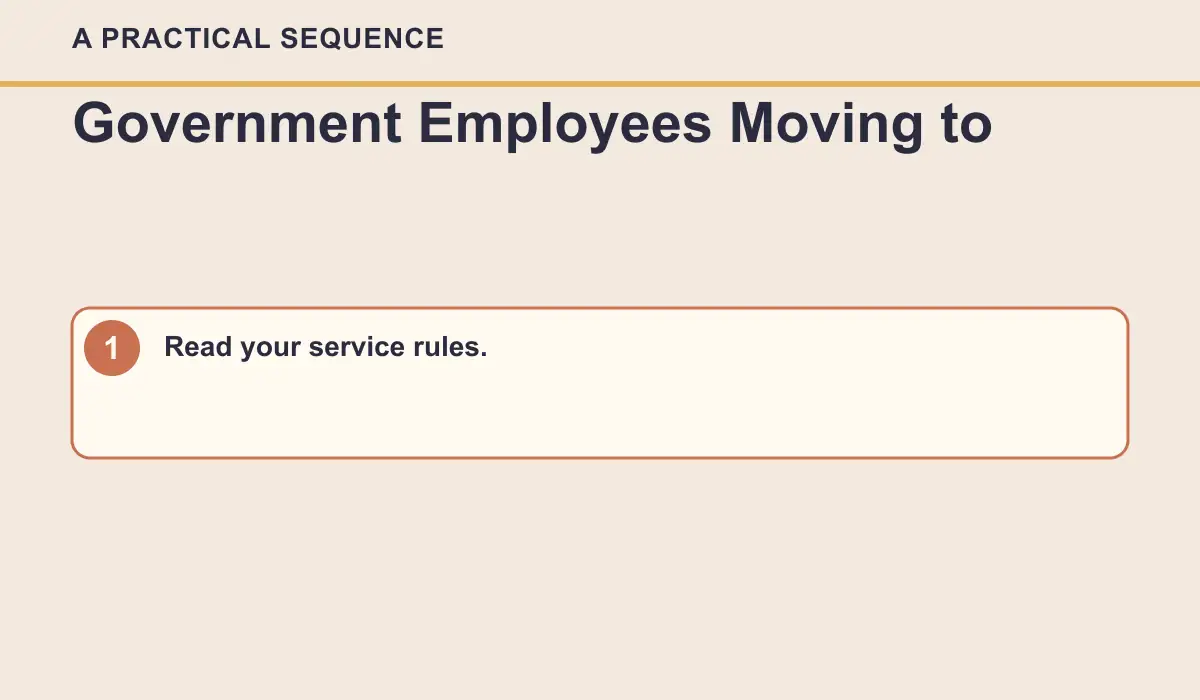 A PRACTICAL SEQUENCE
Government Employees Moving to
1 Read your service rules.